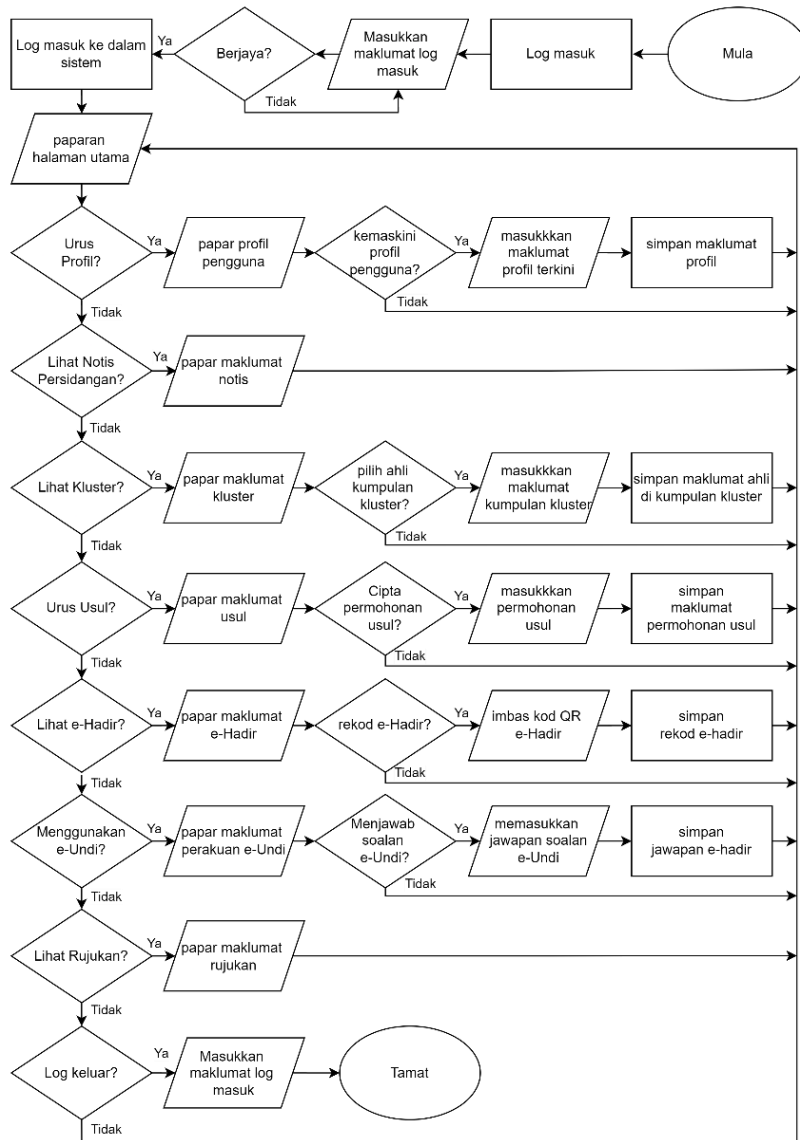 Log masuk ke dalam
sistem
Ya
Berjaya?
Tidak
Masukkan
maklumat log
masuk
Log masuk
Mula
paparan
halaman utama
Urus
Profil?
Ya
papar profil
pengguna
kemaskini
profil
pengguna?
Ya
masukkkan
maklumat
profil terkini
simpan maklumat
profil
Tidak
Tidak
Lihat Notis
Persidangan?
Ya
papar maklumat
notis
Tidak
Lihat Kluster?
Ya
papar maklumat
kluster
pilih ahli
kumpulan
kluster?
Ya
masukkkan
maklumat
kumpulan kluster
simpan maklumat ahli
di kumpulan kluster
Tidak
Tidak
Urus Usul?
Ya
papar maklumat
usul
Cipta
permohonan
usul?
Ya
masukkkan
permohonan
usul
simpan
maklumat
permohonan usul
Tidak
Tidak
Lihat e-Hadir?
Ya
papar maklumat
e-Hadir
rekod e-Hadir?
Ya
imbas kod QR
e-Hadir
simpan
rekod e-hadir
Tidak
Tidak
Menggunakan
e-Undi?
Ya
papar maklumat
perakuan e-Undi
Menjawab
soalan
e-Undi?
Ya
memasukkan
jawapan soalan
e-Undi
simpan
jawapan e-hadir
Tidak
Tidak
Lihat Rujukan?
Ya
papar maklumat
rujukan
Tidak
Log keluar?
Ya
Masukkan
maklumat log
masuk
Tamat
Tidak